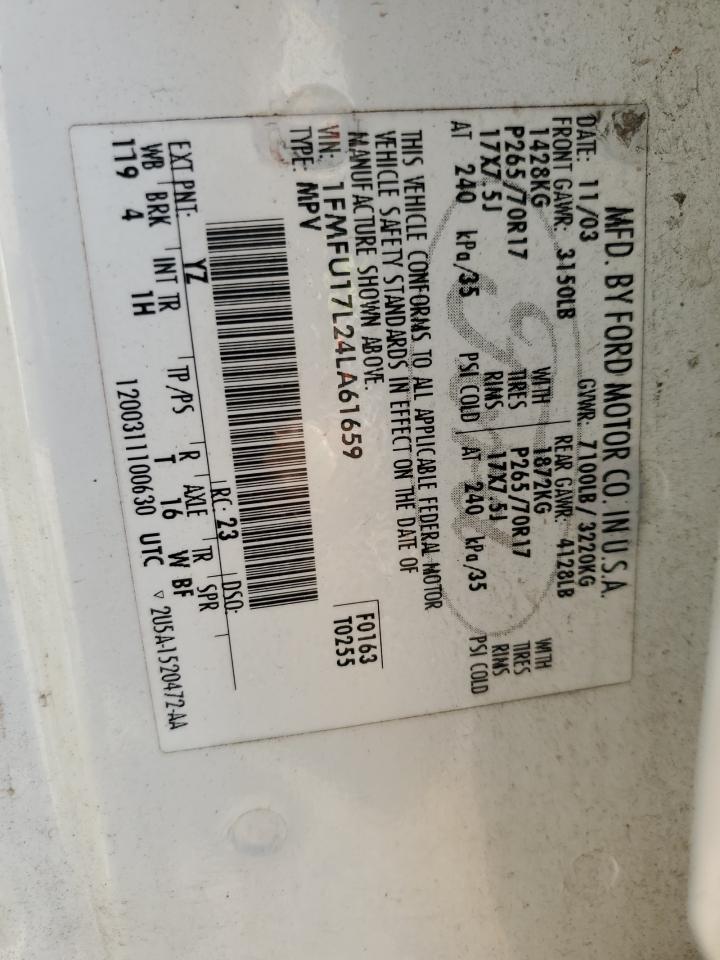 MFD. BY FORD MOTOR CO. IN U.S.A.
DATE: 11/03 GVWR: 7100LB/ 3220KG
FRONT GAWR: 3150LB REAR GAWR: 4128LB
1428KG WITH 1872KG WITH
P265/70R17 TIRES P265/70R17 TIRES
17X7.5J RIMS 17X7.5J RIMS
AT 240 kPa/35 PSI COLD AT 240 kPa/35 PSI COLD
THIS VEHICLE CONFORMS TO ALL APPLICABLE FEDERAL MOTOR
VEHICLE SAFETY STANDARDS IN EFFECT ON THE DATE OF
MANUFACTURE SHOWN ABOVE.
VIN: 1FMFU17L24LA61659 F0163
TYPE: MPV T0255
EXT PNT: YZ RC: 23 DSO:
WB BRK INT TR TP/PS R AXLE TR SPR
119 4 1H T 16 W BF
1200311100630 UTC ▽ 2U5A-1520472-AA
Ford